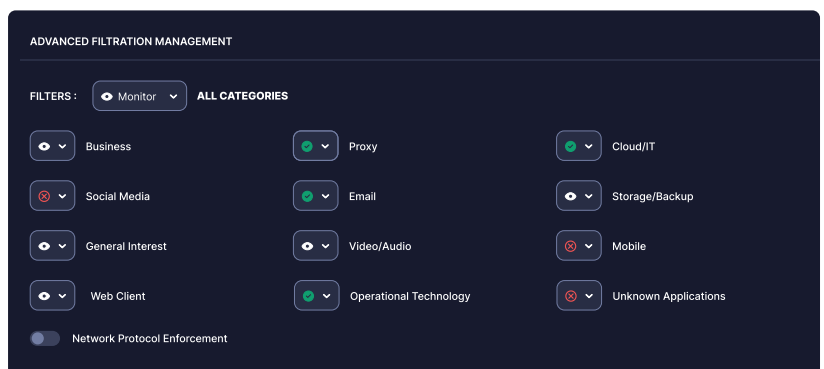 ADVANCED FILTRATION MANAGEMENT
FILTERS : Monitor ALL CATEGORIES
Business Proxy Cloud/IT
Social Media Email Storage/Backup
General Interest Video/Audio Mobile
Web Client Operational Technology Unknown Applications
Network Protocol Enforcement